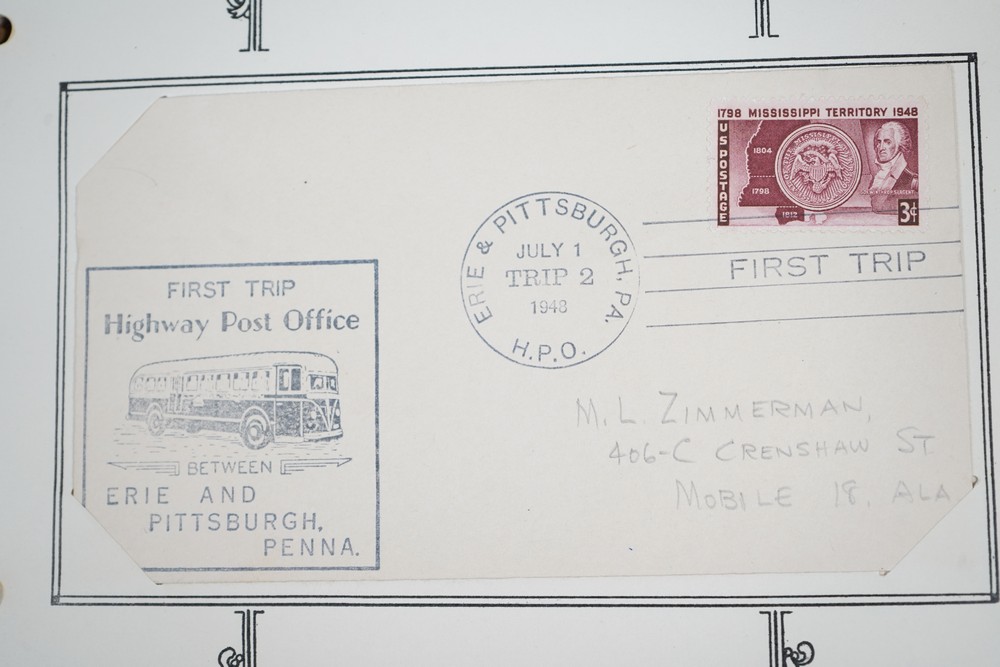 1798 MISSISSIPPI TERRITORY 1948
US POSTAGE
1804
1798
1812
3¢
ERIE & PITTSBURGH, PA.
JULY 1
TRIP 2
1948
H.P.O.
FIRST TRIP
FIRST TRIP
Highway Post Office
BETWEEN
ERIE AND
PITTSBURGH,
PENNA.
M. L. ZIMMERMAN,
406-C CRENSHAW ST.
MOBILE 18, ALA